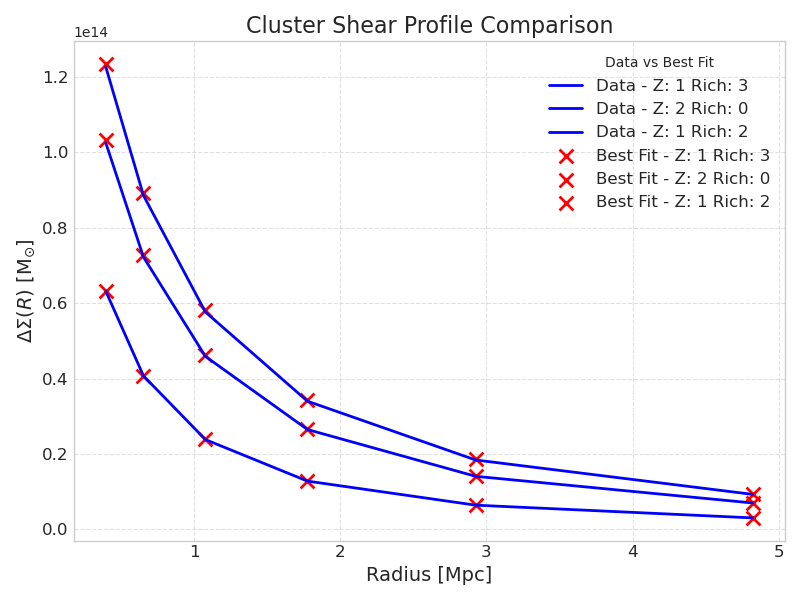 Cluster Shear Profile Comparison
1e14
Data vs Best Fit
Data - Z: 1 Rich: 3
Data - Z: 2 Rich: 0
Data - Z: 1 Rich: 2
Best Fit - Z: 1 Rich: 3
Best Fit - Z: 2 Rich: 0
Best Fit - Z: 1 Rich: 2
1.2
1.0
0.8
0.6
0.4
0.2
0.0
ΔΣ(R) [M⊙]
1 2 3 4 5
Radius [Mpc]